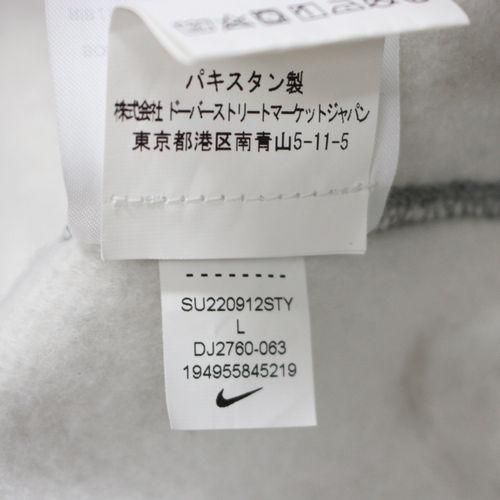 パキスタン製
株式会社 ドーバーストリートマーケットジャパン
東京都港区南青山5-11-5
SU220912STY
L
DJ2760-063
194955845219